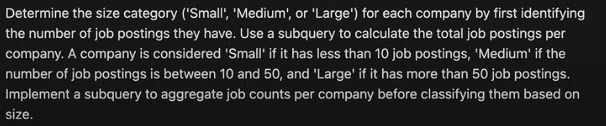 Determine the size category ('Small', 'Medium', or 'Large') for each company by first identifying
the number of job postings they have. Use a subquery to calculate the total job postings per
company. A company is considered 'Small' if it has less than 10 job postings, 'Medium' if the
number of job postings is between 10 and 50, and 'Large' if it has more than 50 job postings.
Implement a subquery to aggregate job counts per company before classifying them based on
size.